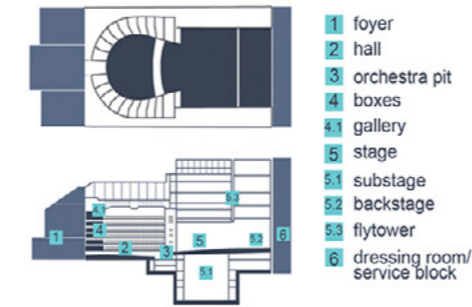 1 foyer
2 hall
3 orchestra pit
4 boxes
4.1 gallery
5 stage
5.1 substage
5.2 backstage
5.3 flytower
6 dressing room/
service block
5.3
4.1
4
1
2
3
5
5.2
6
5.1